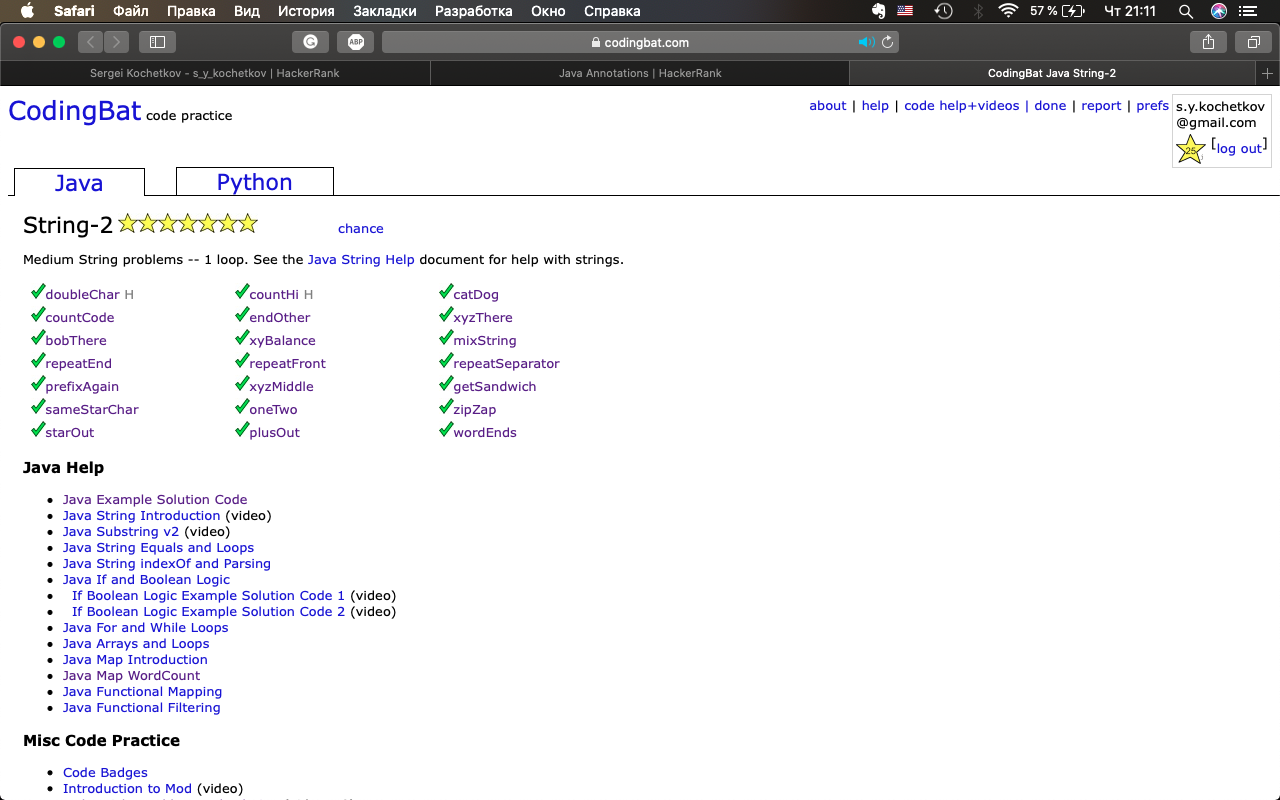 Safari Файл Правка Вид История Закладки Разработка Окно Справка 57 % Чт 21:11
ABP codingbat.com
Sergei Kochetkov - s_y_kochetkov | HackerRank Java Annotations | HackerRank CodingBat Java String-2 +
CodingBat code practice
about | help | code help+videos | done | report | prefs
s.y.kochetkov
@gmail.com
25 [log out]
Java Python
String-2 chance
Medium String problems -- 1 loop. See the Java String Help document for help with strings.
doubleChar H countHi H catDog
countCode endOther xyzThere
bobThere xyBalance mixString
repeatEnd repeatFront repeatSeparator
prefixAgain xyzMiddle getSandwich
sameStarChar oneTwo zipZap
starOut plusOut wordEnds
Java Help
• Java Example Solution Code
• Java String Introduction (video)
• Java Substring v2 (video)
• Java String Equals and Loops
• Java String indexOf and Parsing
• Java If and Boolean Logic
• If Boolean Logic Example Solution Code 1 (video)
• If Boolean Logic Example Solution Code 2 (video)
• Java For and While Loops
• Java Arrays and Loops
• Java Map Introduction
• Java Map WordCount
• Java Functional Mapping
• Java Functional Filtering
Misc Code Practice
• Code Badges
• Introduction to Mod (video)